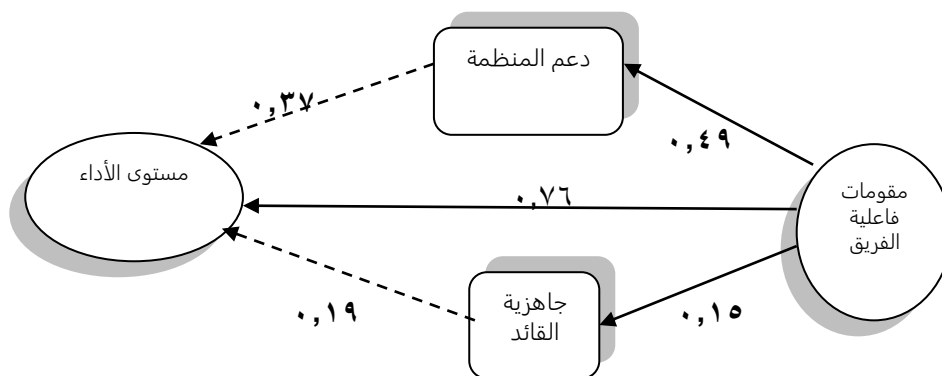 دعم المنظمة
٠,٣٧
٠,٤٩
مستوى الأداء
مقومات
فاعلية
الفريق
٠,٧٦
جاهزية
القائد
٠,١٩
٠,١٥